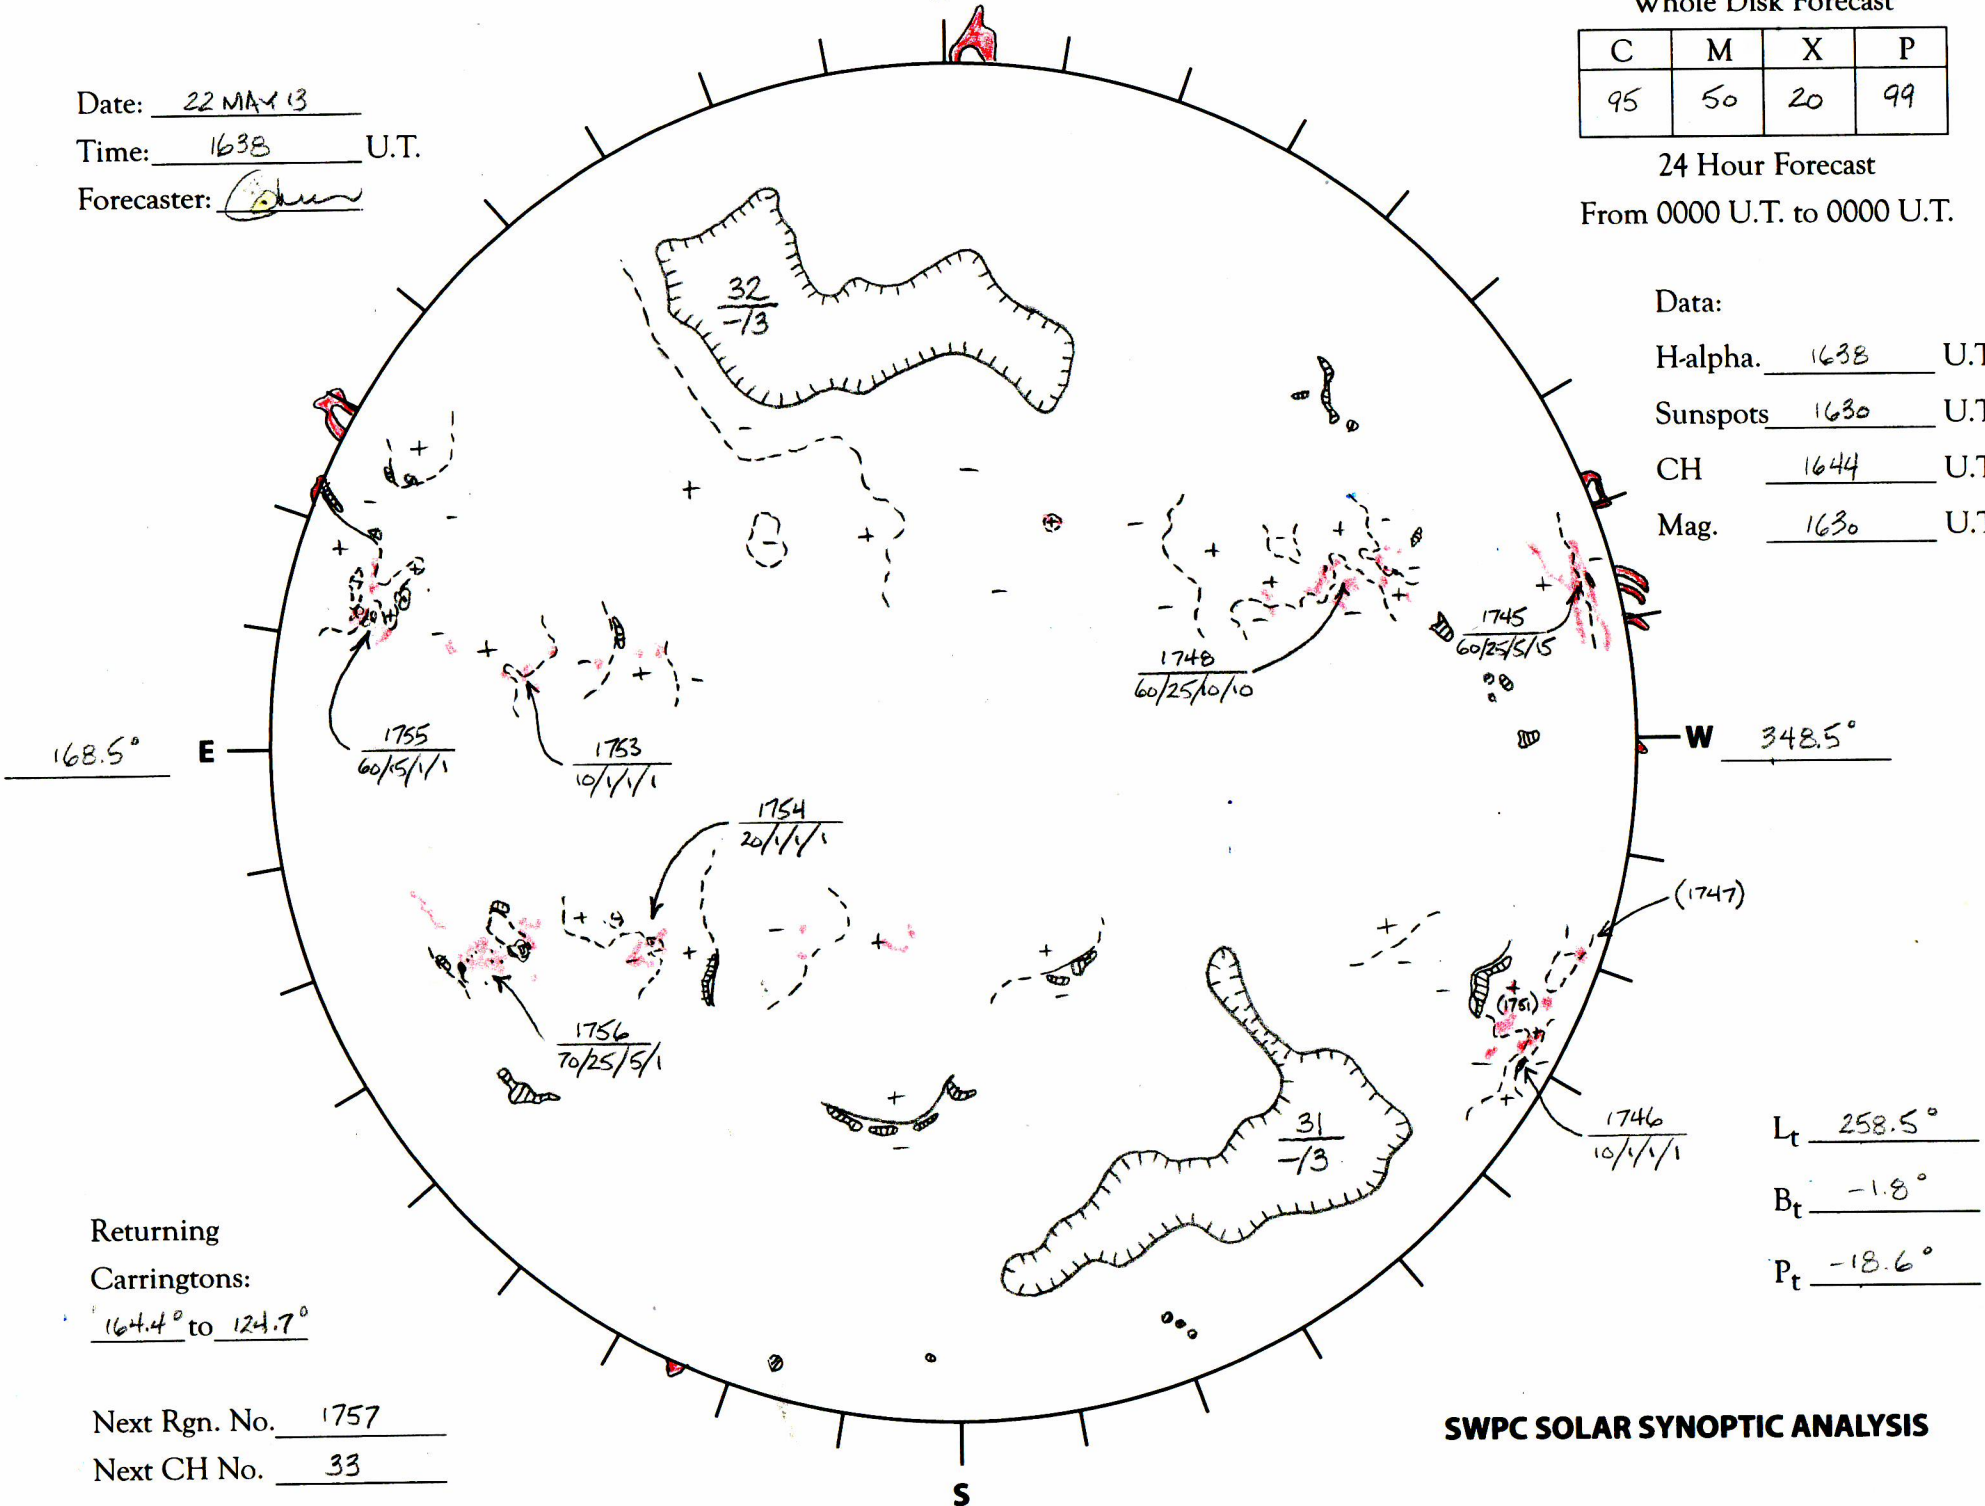 Whole Disk Forecast
C M X P
95 50 20 99
24 Hour Forecast
From 0000 U.T. to 0000 U.T.
Date: 22 MAY 13
Time: 1638 U.T.
Forecaster:
Data:
H-alpha. 1638 U.T
Sunspots 1630 U.T
CH 1644 U.T
Mag. 1630 U.T
32
-/3
1745
60/25/5/15
1748
60/25/10/10
168.5° E
W 348.5°
1755
60/15/1/1
1753
10/1/1/1
1754
20/1/1/1
(1747)
(1751)
1756
70/25/5/1
31
-/3
1746
10/1/1/1
Lt 258.5°
Bt -1.8°
Pt -18.6°
Returning
Carringtons:
164.4° to 124.7°
Next Rgn. No. 1757
Next CH No. 33
SWPC SOLAR SYNOPTIC ANALYSIS
S